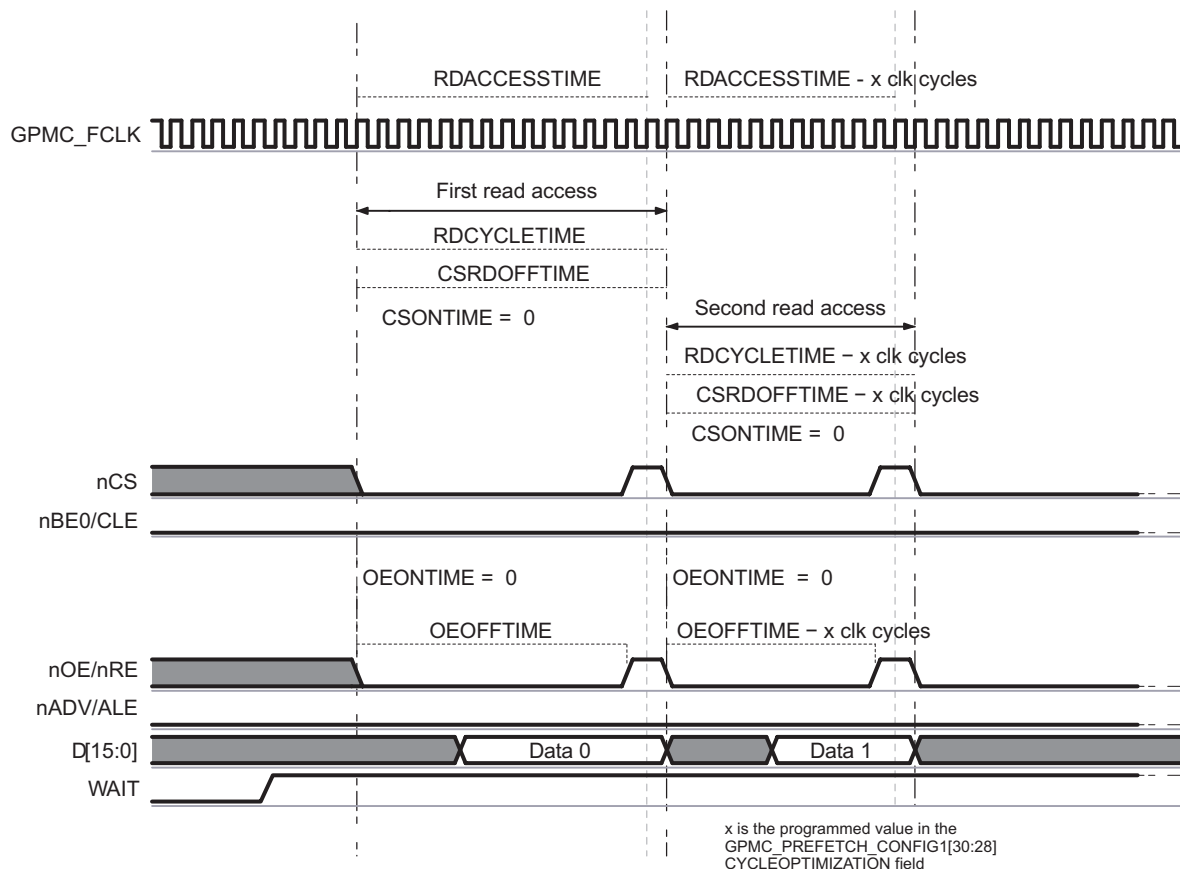 RDACCESSTIME
RDACCESSTIME - x clk cycles
GPMC_FCLK
First read access
RDCYCLETIME
CSRDOFFTIME
CSONTIME = 0
Second read access
RDCYCLETIME − x clk cycles
CSRDOFFTIME − x clk cycles
CSONTIME = 0
nCS
nBE0/CLE
OEONTIME = 0
OEONTIME = 0
OEOFFTIME
OEOFFTIME − x clk cycles
nOE/nRE
nADV/ALE
D[15:0]
Data 0
Data 1
WAIT
x is the programmed value in the
GPMC_PREFETCH_CONFIG1[30:28]
CYCLEOPTIMIZATION field